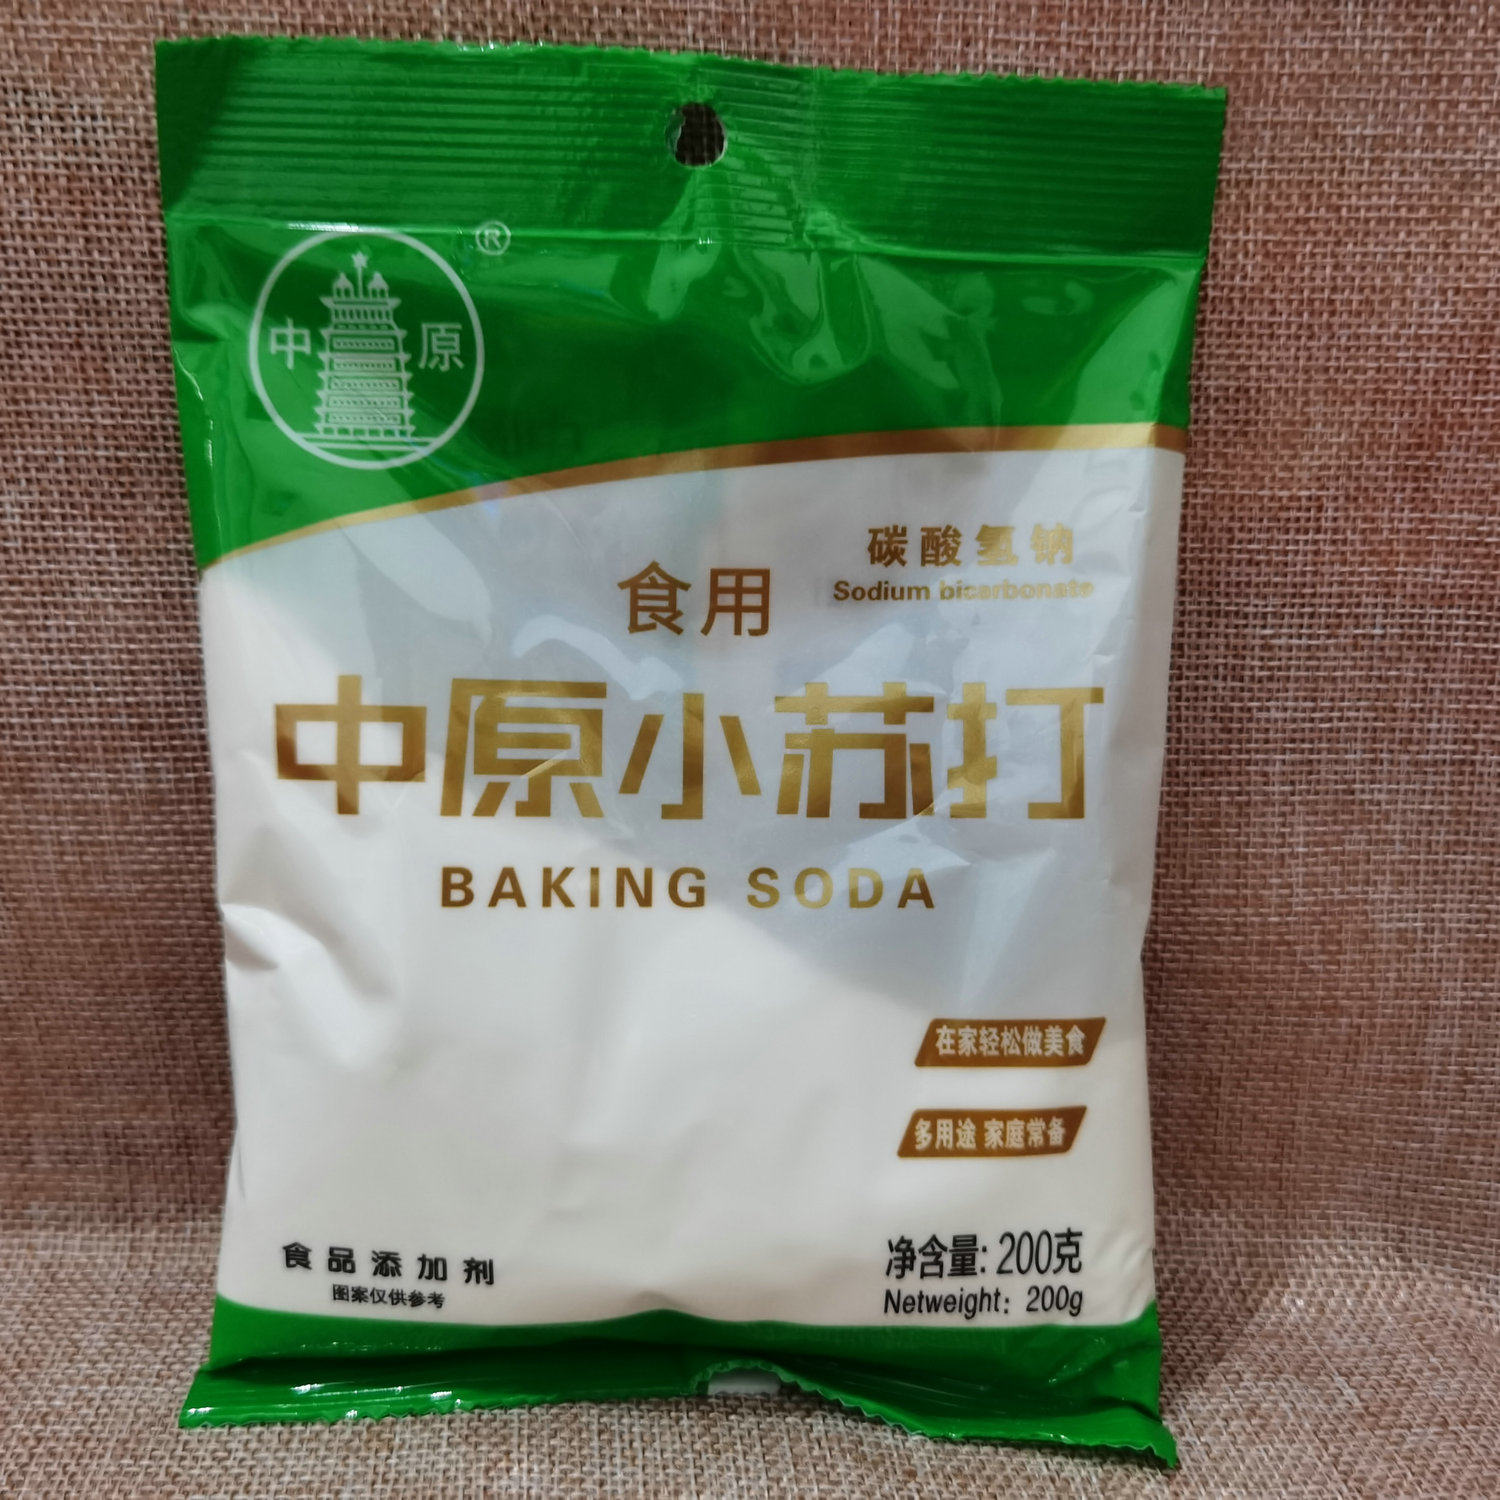 ®
中 原
碳酸氢钠
Sodium bicarbonate
食用
中原小苏打
BAKING SODA
在家轻松做美食
多用途 家庭常备
食品添加剂
图案仅供参考
净含量: 200克
Netweight: 200g